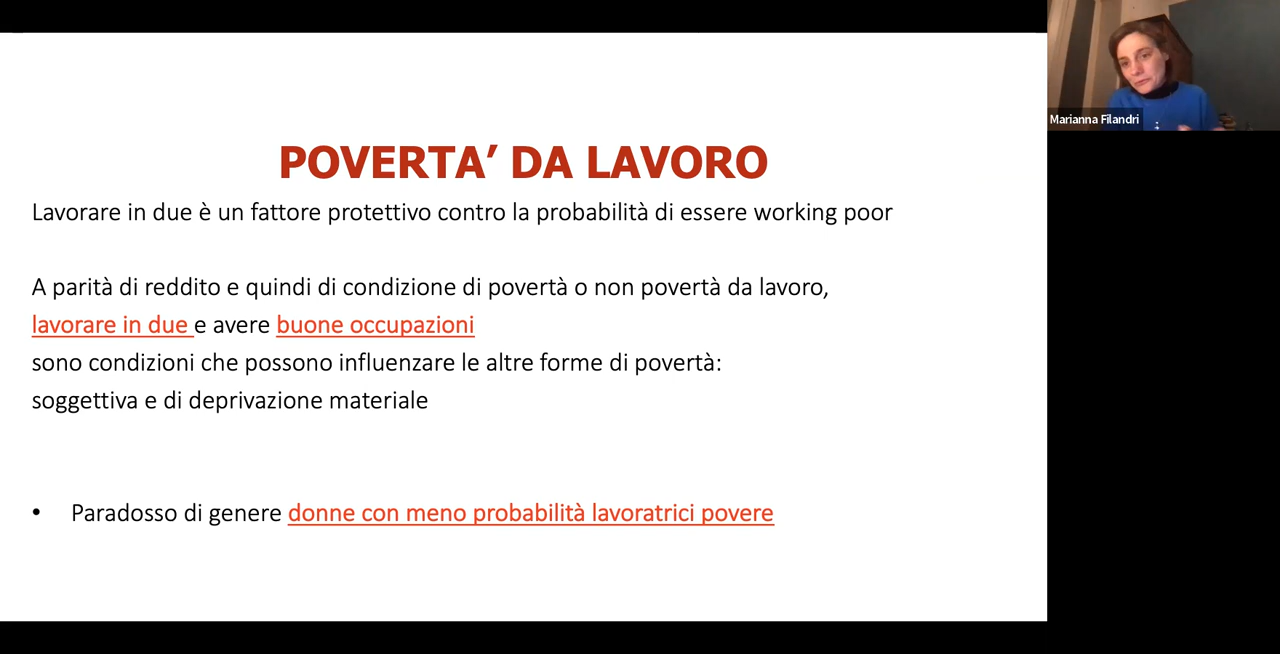 POVERTA’ DA LAVORO
Lavorare in due è un fattore protettivo contro la probabilità di essere working poor
A parità di reddito e quindi di condizione di povertà o non povertà da lavoro,
lavorare in due e avere buone occupazioni
sono condizioni che possono influenzare le altre forme di povertà:
soggettiva e di deprivazione materiale
• Paradosso di genere donne con meno probabilità lavoratrici povere
Marianna Filandri